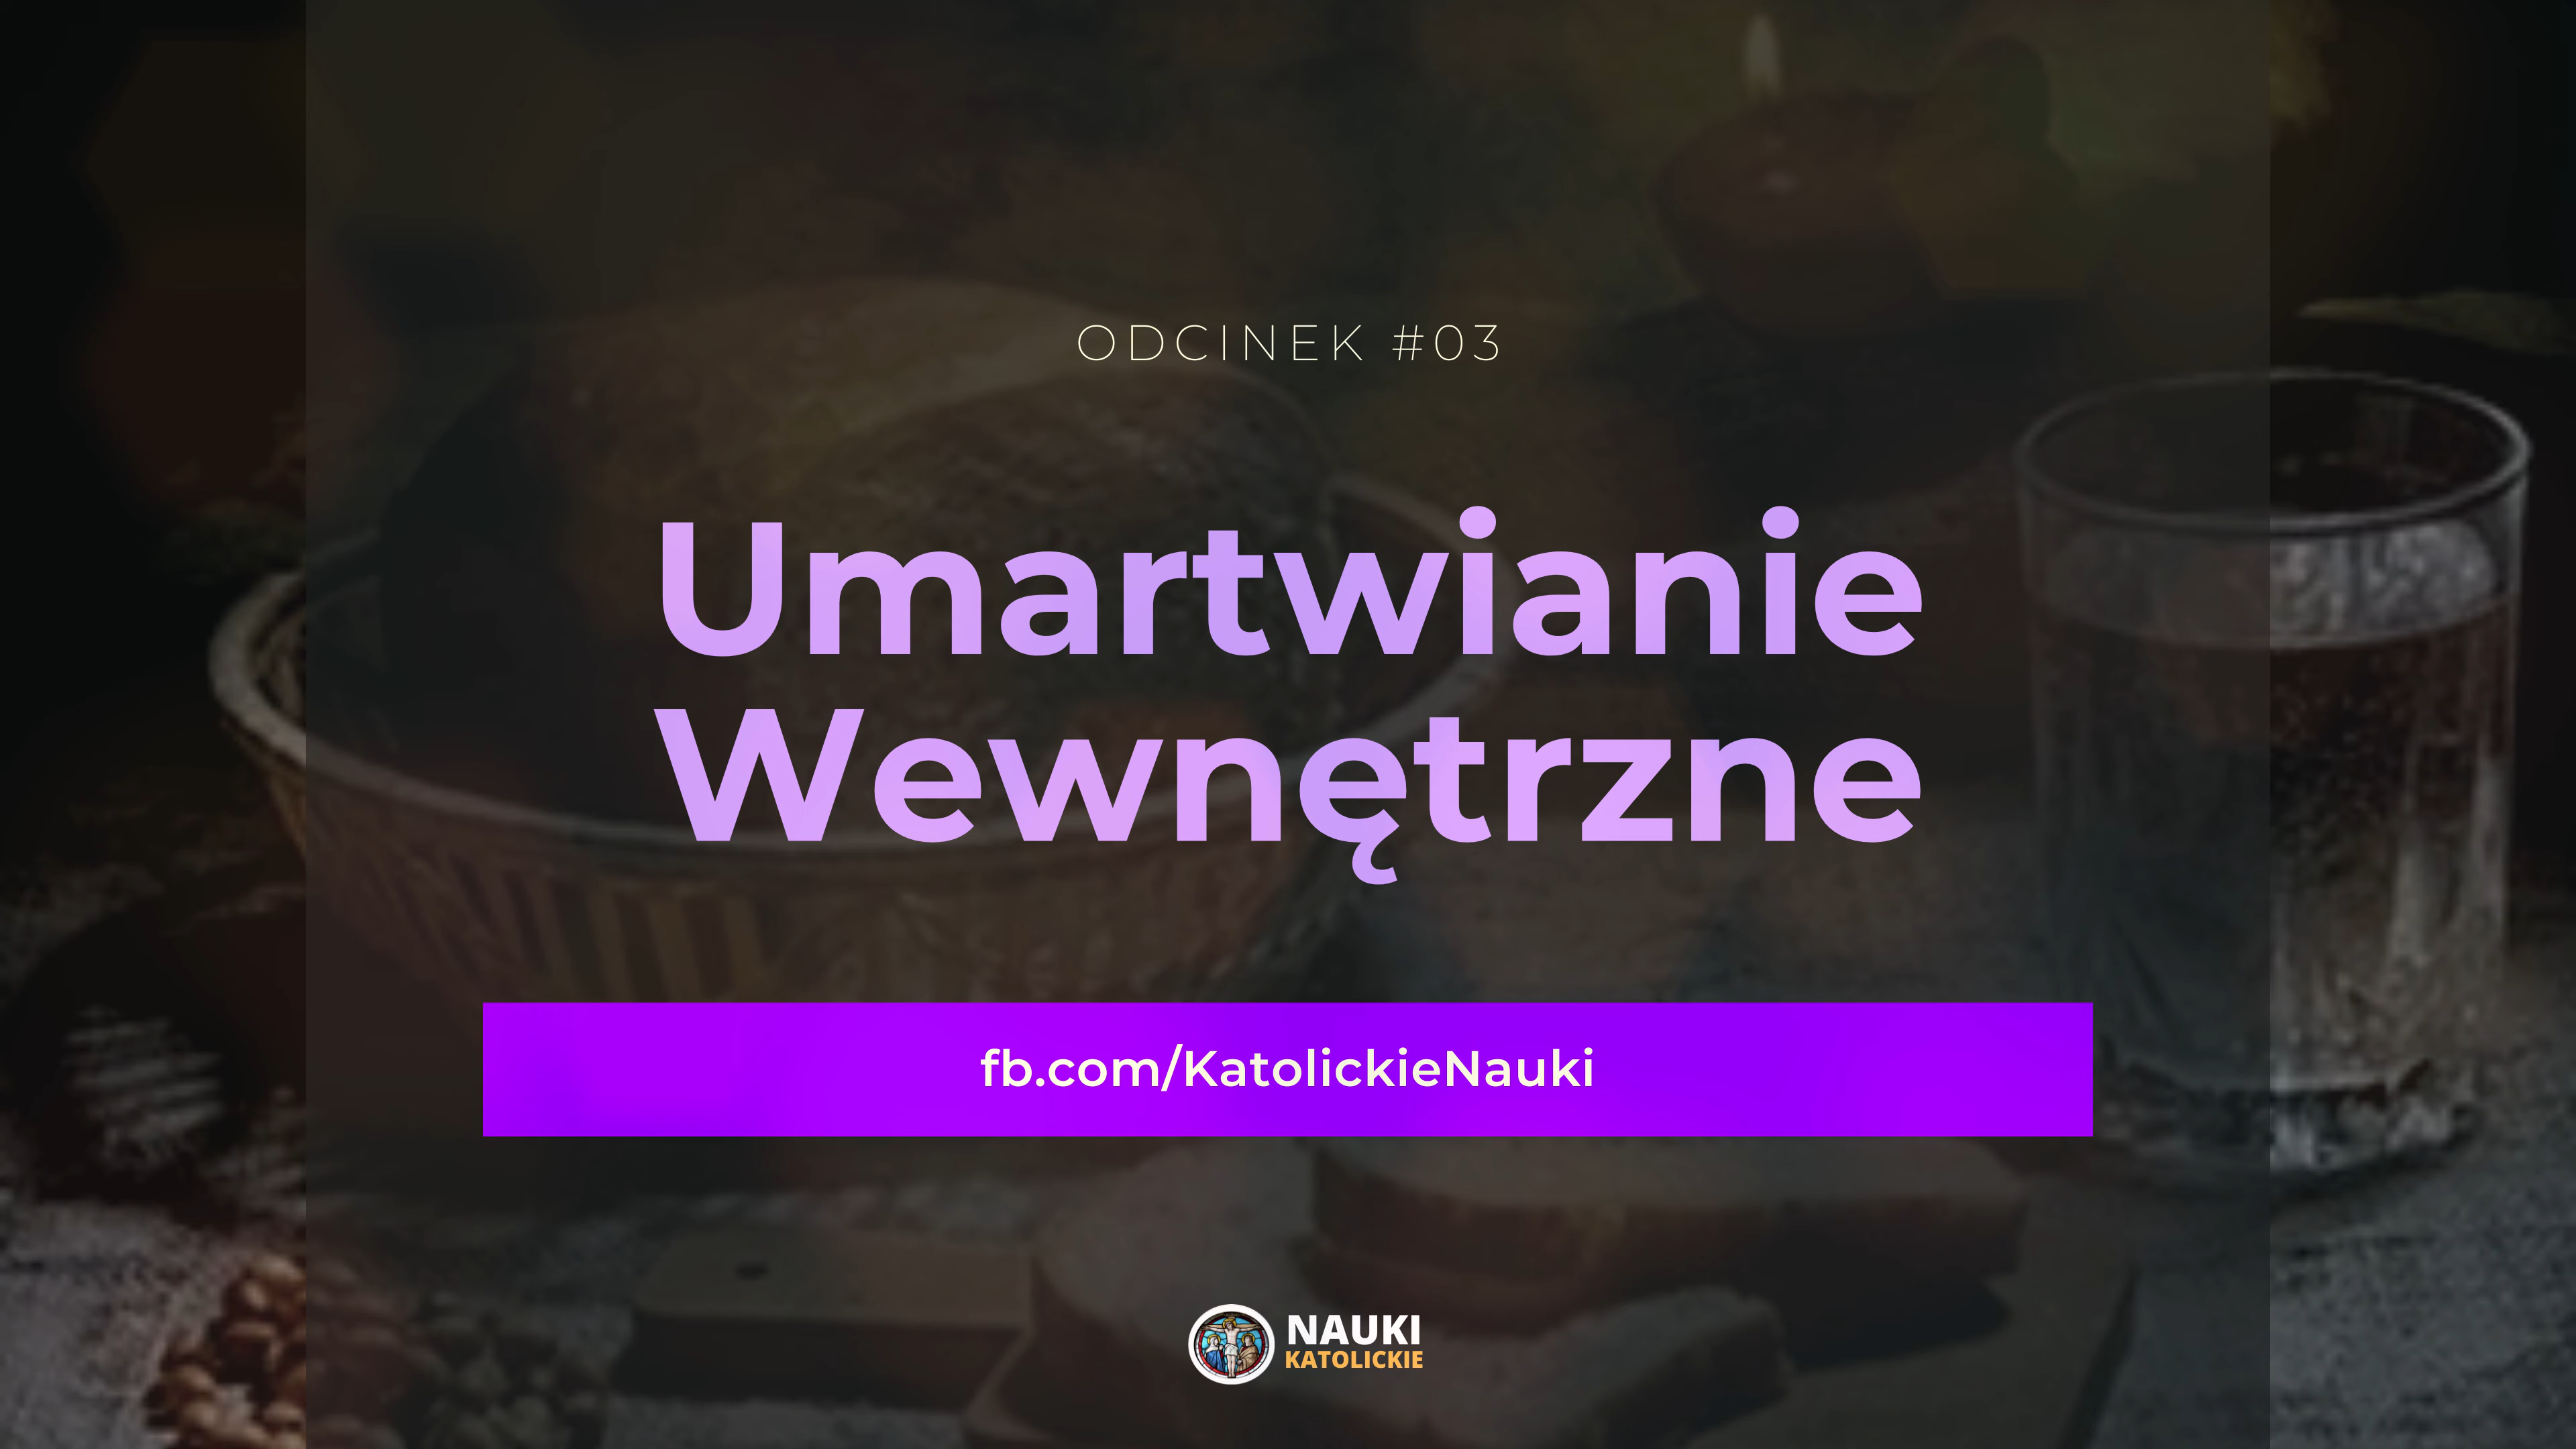 ODCINEK #03
Umartwianie
Wewnętrzne
fb.com/KatolickieNauki
NAUKI
KATOLICKIE